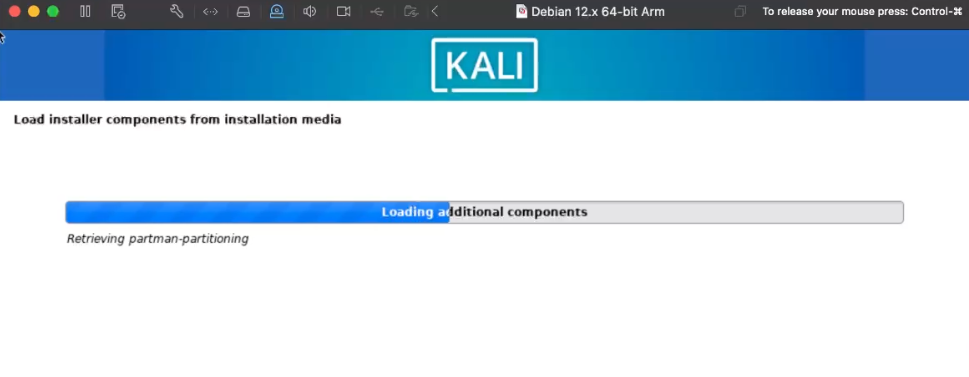 Debian 12.x 64-bit Arm
To release your mouse press: Control-⌘
KALI
Load installer components from installation media
Loading additional components
Retrieving partman-partitioning